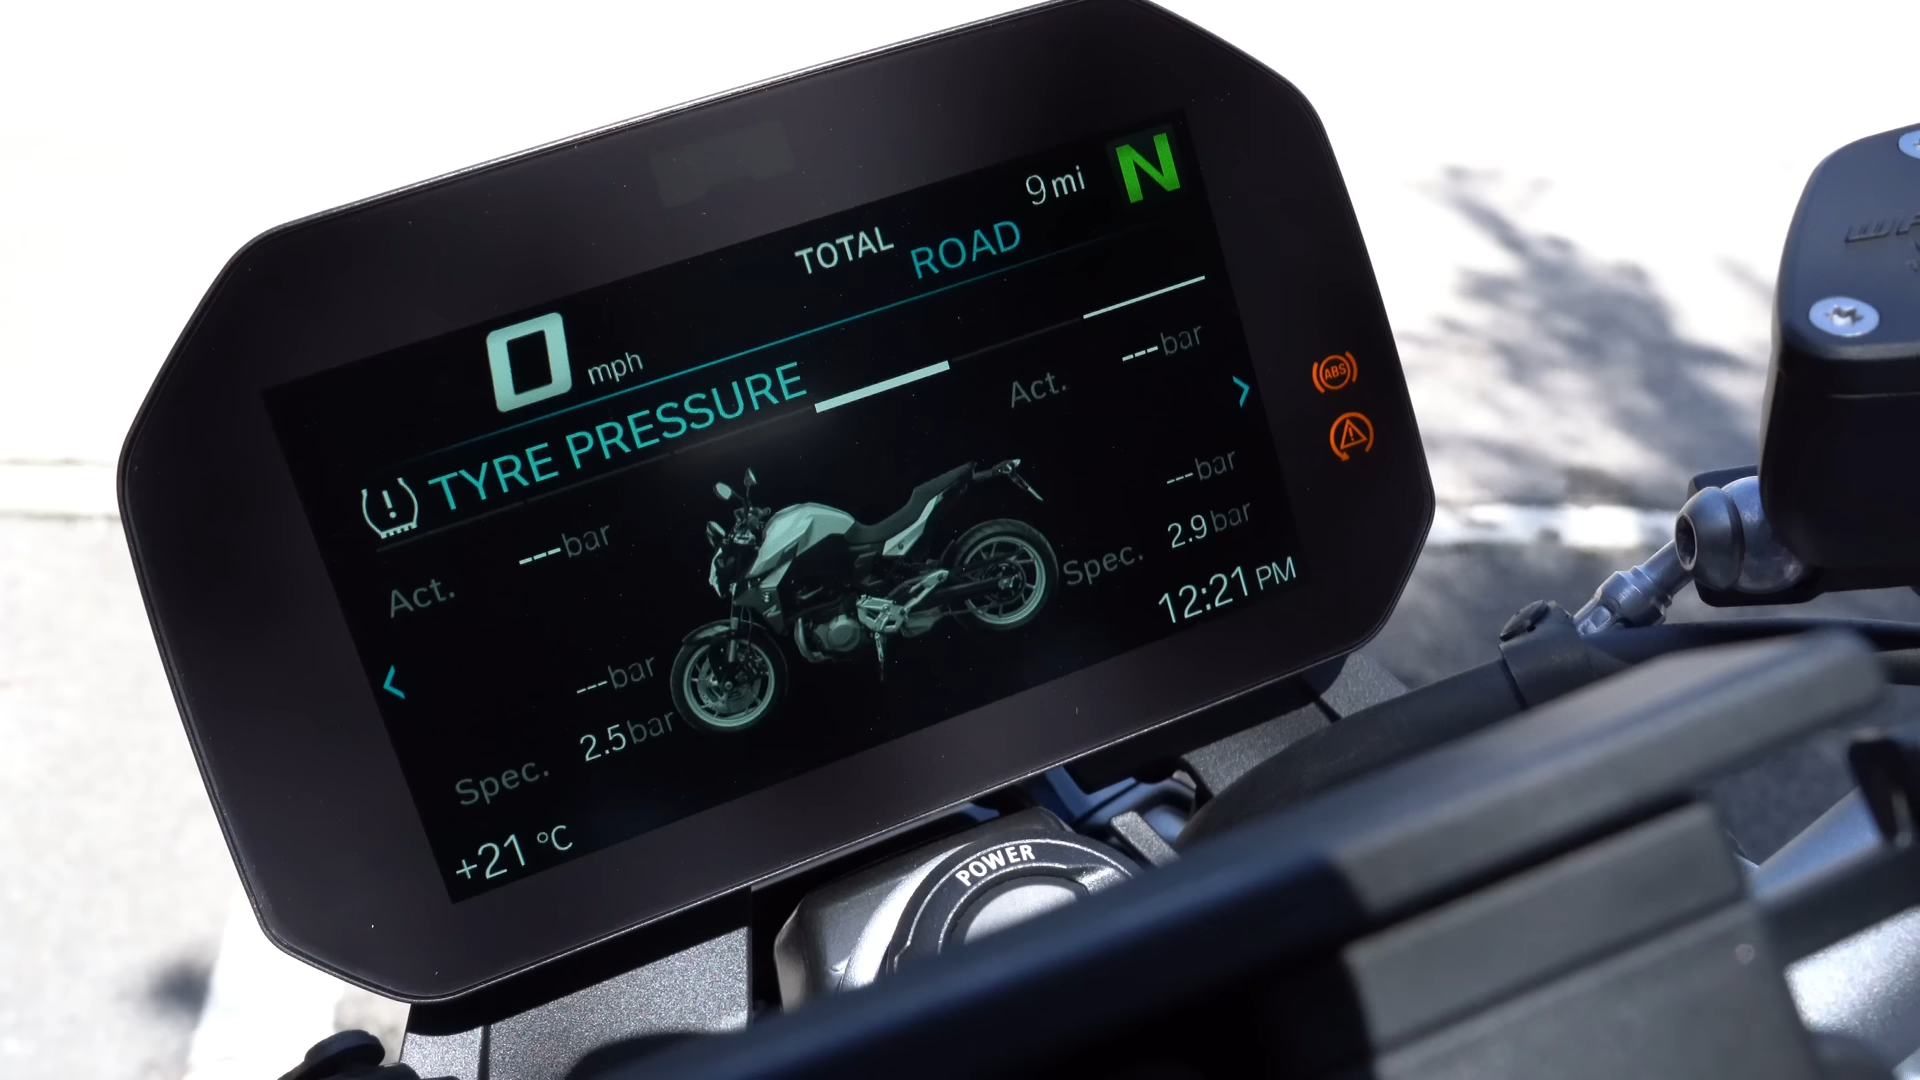 9 mi N
TOTAL ROAD
0 mph
TYRE PRESSURE
Act. ---bar
Act. ---bar
---bar
---bar
Spec. 2.5 bar
Spec. 2.9 bar
+21 °C
12:21 PM
ABS
POWER